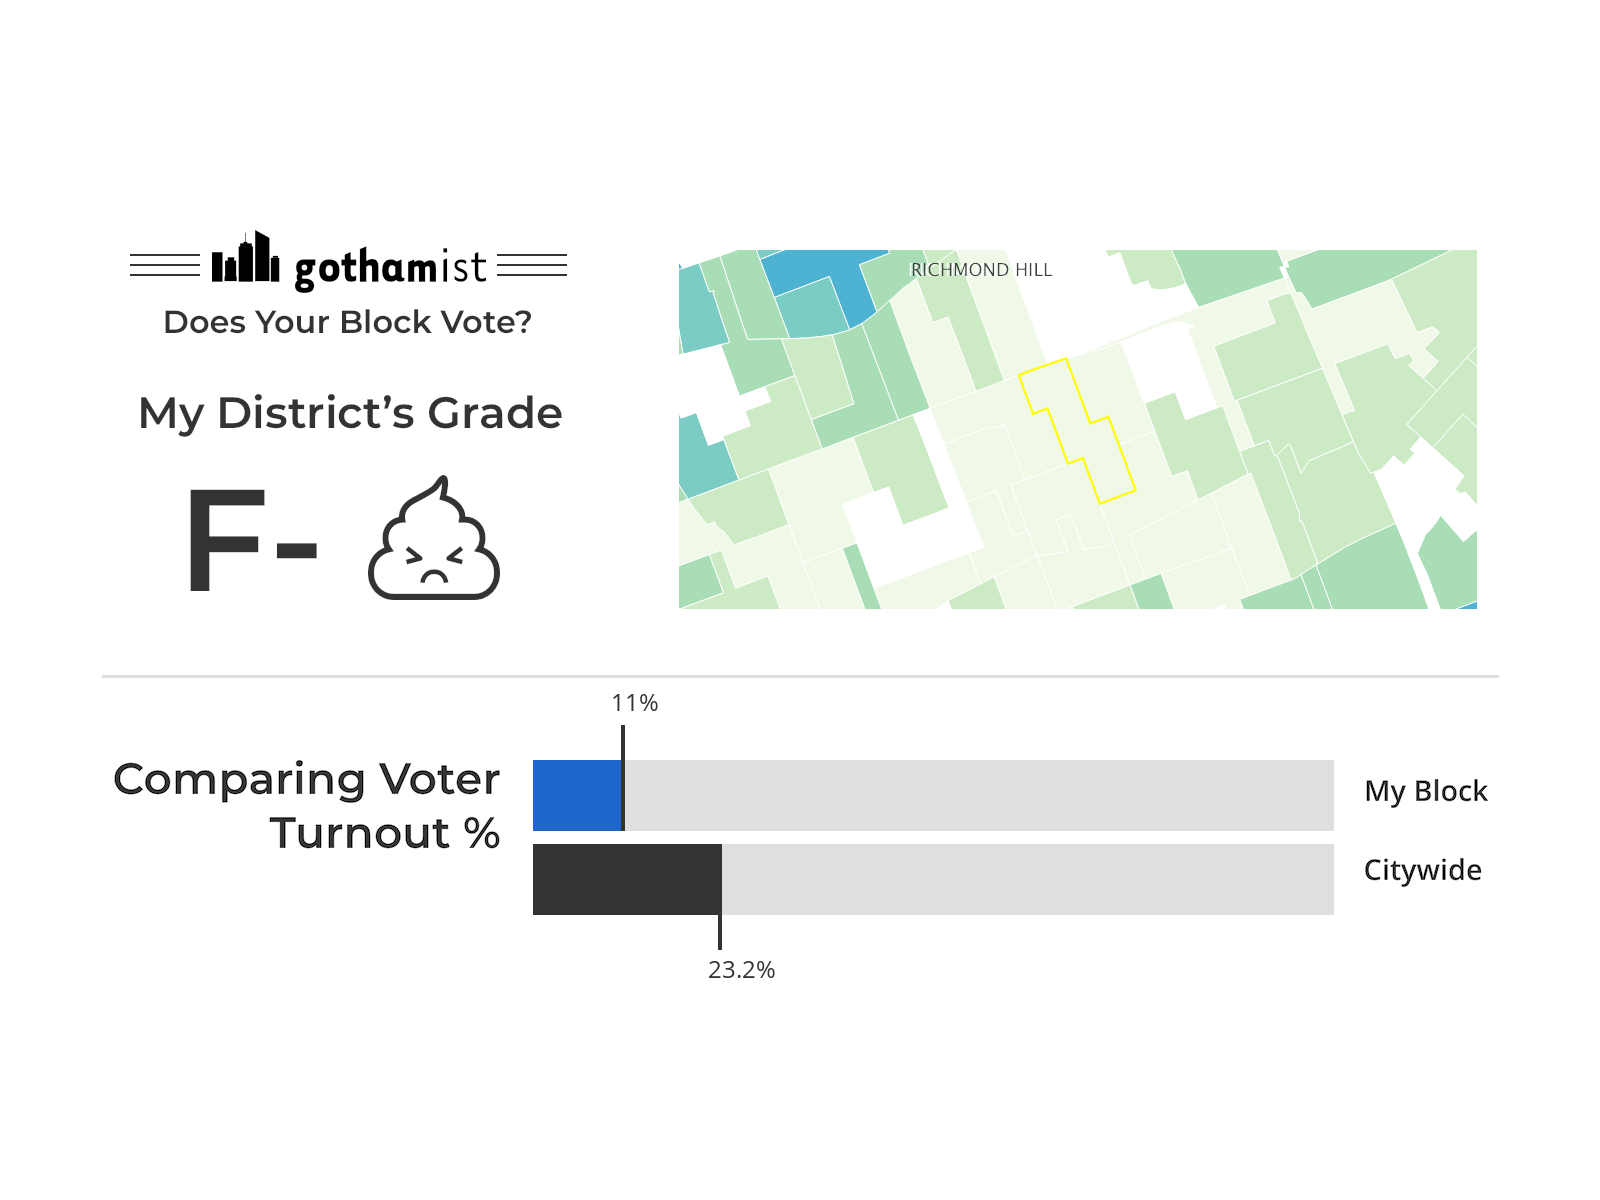 gothamist
Does Your Block Vote?
My District’s Grade
F-
RICHMOND HILL
11%
Comparing Voter
Turnout %
My Block
Citywide
23.2%